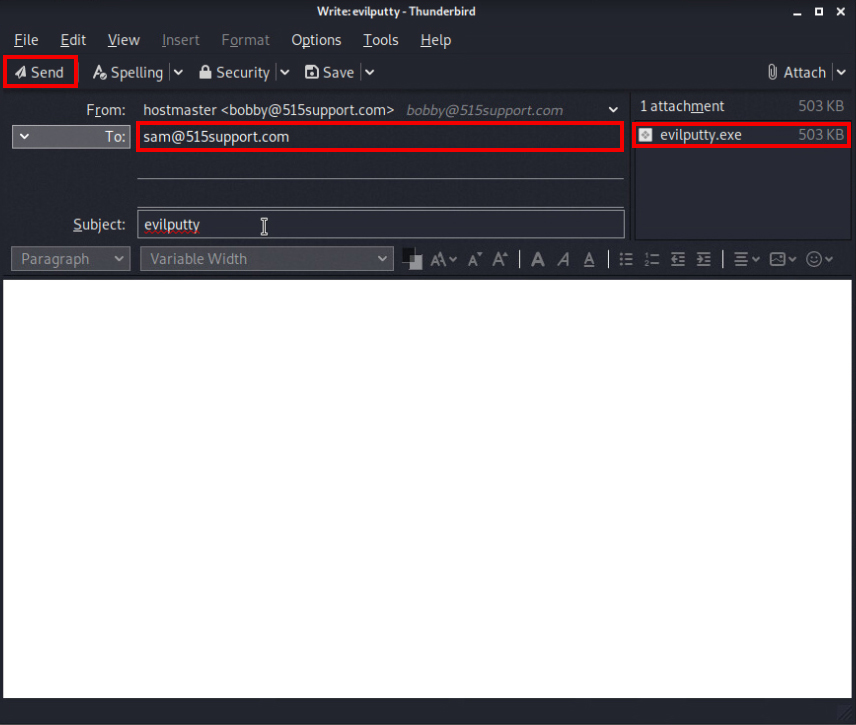 Write: evilputty - Thunderbird
File Edit View Insert Format Options Tools Help
Send Spelling Security Save Attach
From: hostmaster <bobby@515support.com> bobby@515support.com
1 attachment 503 KB
To: sam@515support.com
evilputty.exe 503 KB
Subject: evilputty
Paragraph Variable Width